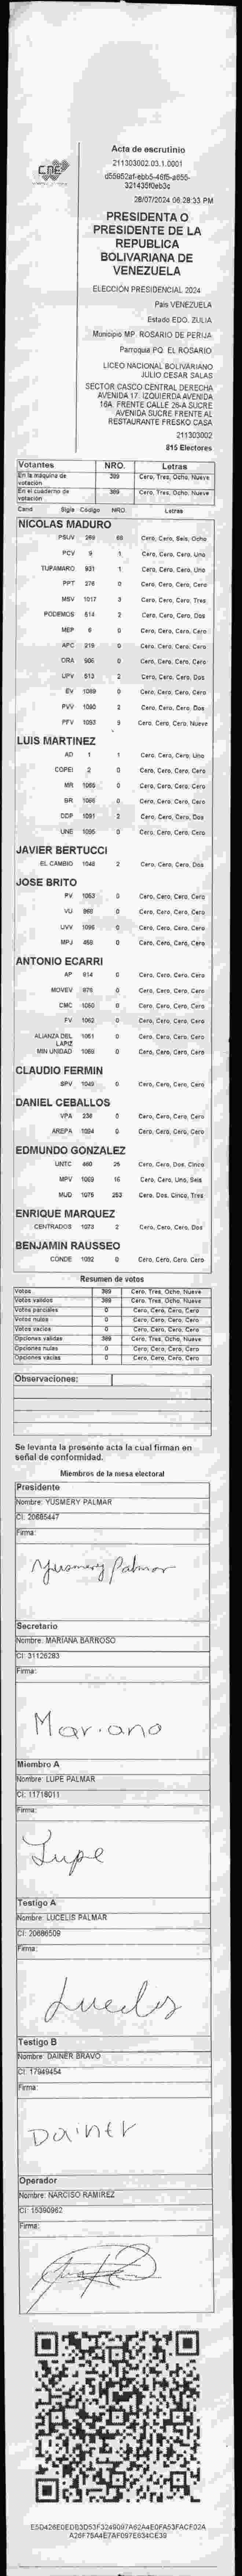 CNE
Acta de escrutinio
211303002.03.1.0001
28/07/2024 06:28:33 PM
PRESIDENTA O
PRESIDENTE DE LA
REPUBLICA
BOLIVARIANA DE
VENEZUELA
ELECCIÓN PRESIDENCIAL 2024
País VENEZUELA
Estado EDO. ZULIA
Municipio MP. ROSARIO DE PERIJA
Parroquia PQ. EL ROSARIO
LICEO NACIONAL BOLIVARIANO
JULIO CESAR SALAS
SECTOR CASCO CENTRAL DERECHA
AVENIDA 17. IZQUIERDA AVENIDA
16A. FRENTE CALLE 26-A SUCRE
AVENIDA SUCRE FRENTE AL
RESTAURANTE FRESKO CASA
211303002
815 Electores
Votantes NRO. Letras
En la máquina de votación 389 Cero, Tres, Ocho, Nueve
En el cuaderno de votación 389 Cero, Tres, Ocho, Nueve
Cand Sigla Código NRO. Letras
NICOLAS MADURO
PSUV 269 68 Cero, Cero, Seis, Ocho
PCV 9 1 Cero, Cero, Cero, Uno
TUPAMARO 931 1 Cero, Cero, Cero, Uno
PPT 276 0 Cero, Cero, Cero, Cero
MSV 1017 3 Cero, Cero, Cero, Tres
PODEMOS 514 2 Cero, Cero, Cero, Dos
MEP 6 0 Cero, Cero, Cero, Cero
APC 219 0 Cero, Cero, Cero, Cero
ORA 906 0 Cero, Cero, Cero, Cero
UPV 513 2 Cero, Cero, Cero, Dos
EV 1089 0 Cero, Cero, Cero, Cero
PVV 1090 2 Cero, Cero, Cero, Dos
PFV 1093 9 Cero, Cero, Cero, Nueve
LUIS MARTINEZ
AD 1 1 Cero, Cero, Cero, Uno
COPEI 2 0 Cero, Cero, Cero, Cero
MR 1065 0 Cero, Cero, Cero, Cero
BR 1066 0 Cero, Cero, Cero, Cero
DDP 1091 2 Cero, Cero, Cero, Dos
UNE 1095 0 Cero, Cero, Cero, Cero
JAVIER BERTUCCI
EL CAMBIO 1048 2 Cero, Cero, Cero, Dos
JOSE BRITO
PV 1053 0 Cero, Cero, Cero, Cero
VU 968 0 Cero, Cero, Cero, Cero
UVV 1096 0 Cero, Cero, Cero, Cero
MPJ 459 0 Cero, Cero, Cero, Cero
ANTONIO ECARRI
AP 914 0 Cero, Cero, Cero, Cero
MOVEV 976 0 Cero, Cero, Cero, Cero
CMC 1050 0 Cero, Cero, Cero, Cero
FV 1062 0 Cero, Cero, Cero, Cero
ALIANZA DEL LAPIZ 1061 0 Cero, Cero, Cero, Cero
MIN UNIDAD 1069 0 Cero, Cero, Cero, Cero
CLAUDIO FERMIN
SPV 1049 0 Cero, Cero, Cero, Cero
DANIEL CEBALLOS
VPA 230 0 Cero, Cero, Cero, Cero
AREPA 1094 0 Cero, Cero, Cero, Cero
EDMUNDO GONZALEZ
UNTC 460 25 Cero, Cero, Dos, Cinco
MPV 1069 16 Cero, Cero, Uno, Seis
MUD 1075 253 Cero, Dos, Cinco, Tres
ENRIQUE MARQUEZ
CENTRADOS 1073 2 Cero, Cero, Cero, Dos
BENJAMIN RAUSSEO
CONDE 1092 0 Cero, Cero, Cero, Cero
Resumen de votos
Votos 389 Cero, Tres, Ocho, Nueve
Votos validos 389 Cero, Tres, Ocho, Nueve
Votos parciales 0 Cero, Cero, Cero, Cero
Votos nulos 0 Cero, Cero, Cero, Cero
Votos vacios 0 Cero, Cero, Cero, Cero
Opciones validas 389 Cero, Tres, Ocho, Nueve
Opciones nulas 0 Cero, Cero, Cero, Cero
Opciones vacias 0 Cero, Cero, Cero, Cero
Observaciones:
Se levanta la presente acta la cual firman en
señal de conformidad.
Miembros de la mesa electoral
Presidente
Nombre: YUSMERY PALMAR
CI: 20685447
Firma:
Yusmery Palmar
Secretario
Nombre: MARIANA BARROSO
CI: 31126283
Firma:
Mariana
Miembro A
Nombre: LUPE PALMAR
CI: 11718011
Firma:
Lupe
Testigo A
Nombre: LUCELIS PALMAR
CI: 20686509
Firma:
Lucelis
Testigo B
Nombre: DAINER BRAVO
CI: 17949454
Firma:
Dainer
Operador
Nombre: NARCISO RAMIREZ
CI: 15390962
Firma: